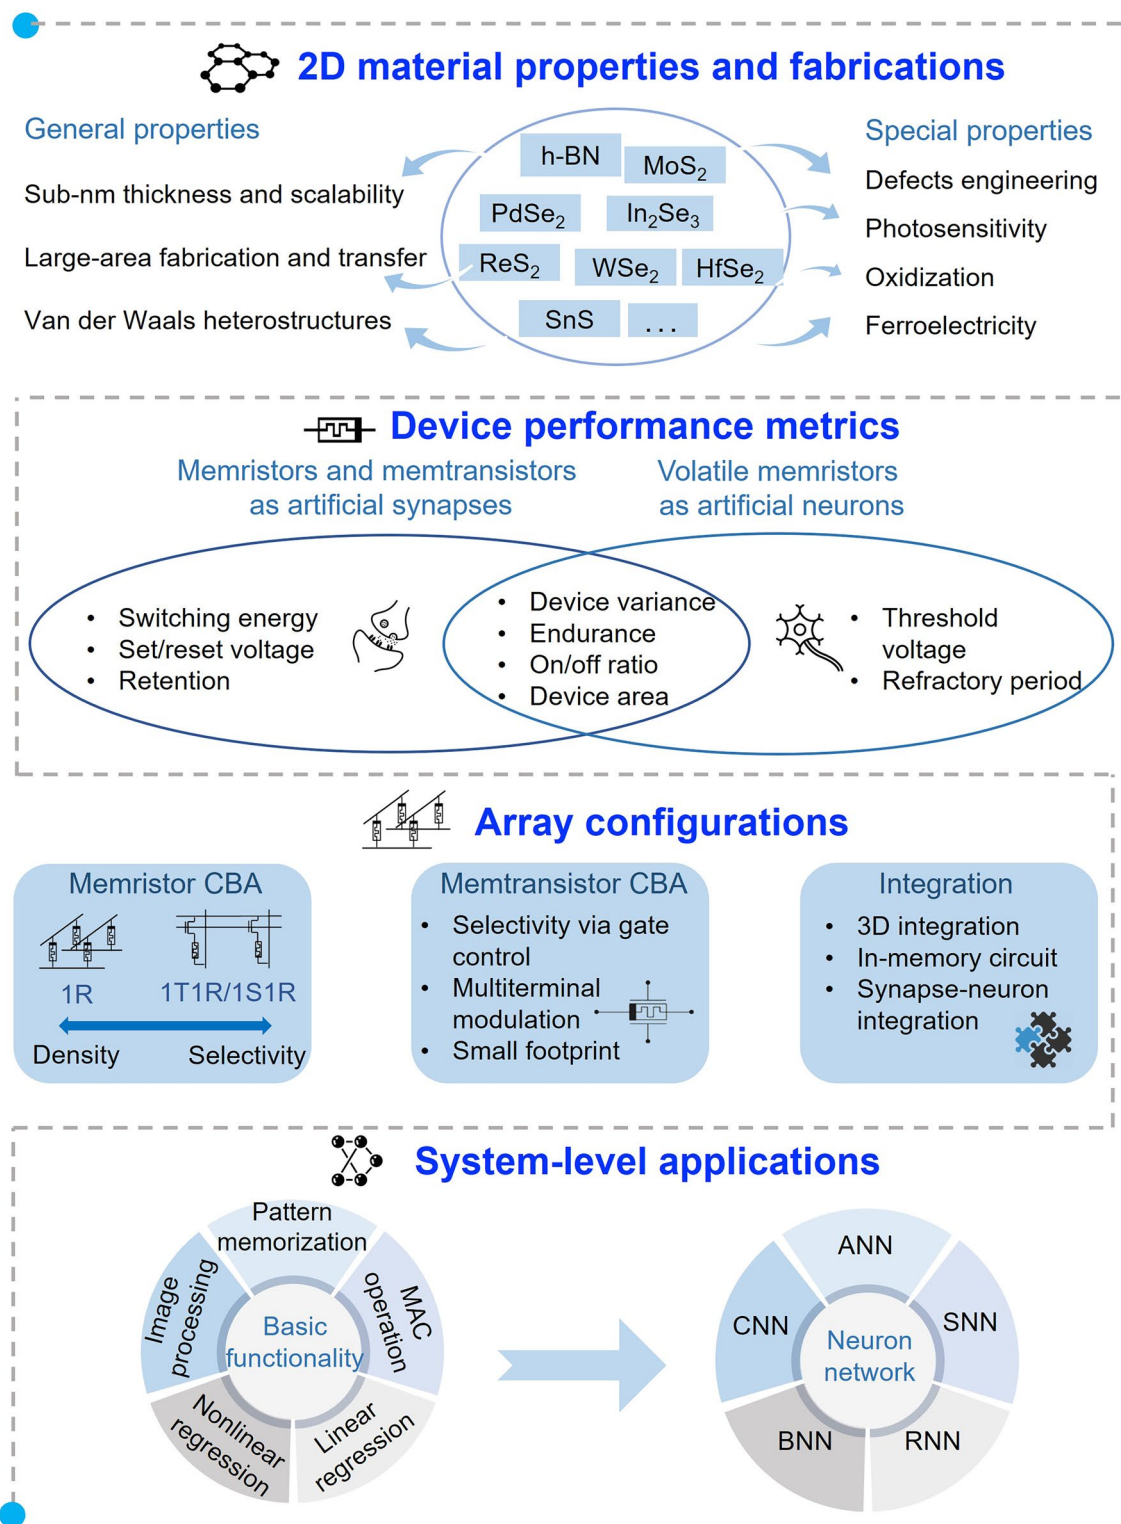 2D material properties and fabrications
General properties
Sub-nm thickness and scalability
Large-area fabrication and transfer
Van der Waals heterostructures
h-BN
MoS₂
PdSe₂
In₂Se₃
ReS₂
WSe₂
HfSe₂
SnS
...
Special properties
Defects engineering
Photosensitivity
Oxidization
Ferroelectricity
Device performance metrics
Memristors and memtransistors
as artificial synapses
Volatile memristors
as artificial neurons
• Switching energy
• Set/reset voltage
• Retention
• Device variance
• Endurance
• On/off ratio
• Device area
• Threshold
voltage
• Refractory period
Array configurations
Memristor CBA
1R
1T1R/1S1R
Density
Selectivity
Memtransistor CBA
• Selectivity via gate
control
• Multiterminal
modulation
• Small footprint
Integration
• 3D integration
• In-memory circuit
• Synapse-neuron
integration
System-level applications
Pattern
memorization
MAC
operation
Linear
regression
Nonlinear
regression
Image
processing
Basic
functionality
ANN
SNN
RNN
BNN
CNN
Neuron
network